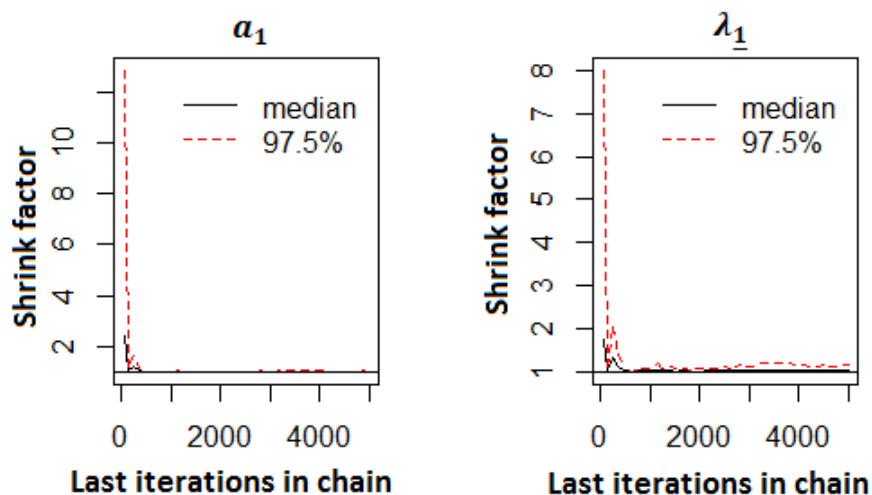 a₁
Shrink factor
10
8
6
4
2
median
97.5%
0
2000
4000
Last iterations in chain
λ₁
Shrink factor
8
7
6
5
4
3
2
1
median
97.5%
0
2000
4000
Last iterations in chain